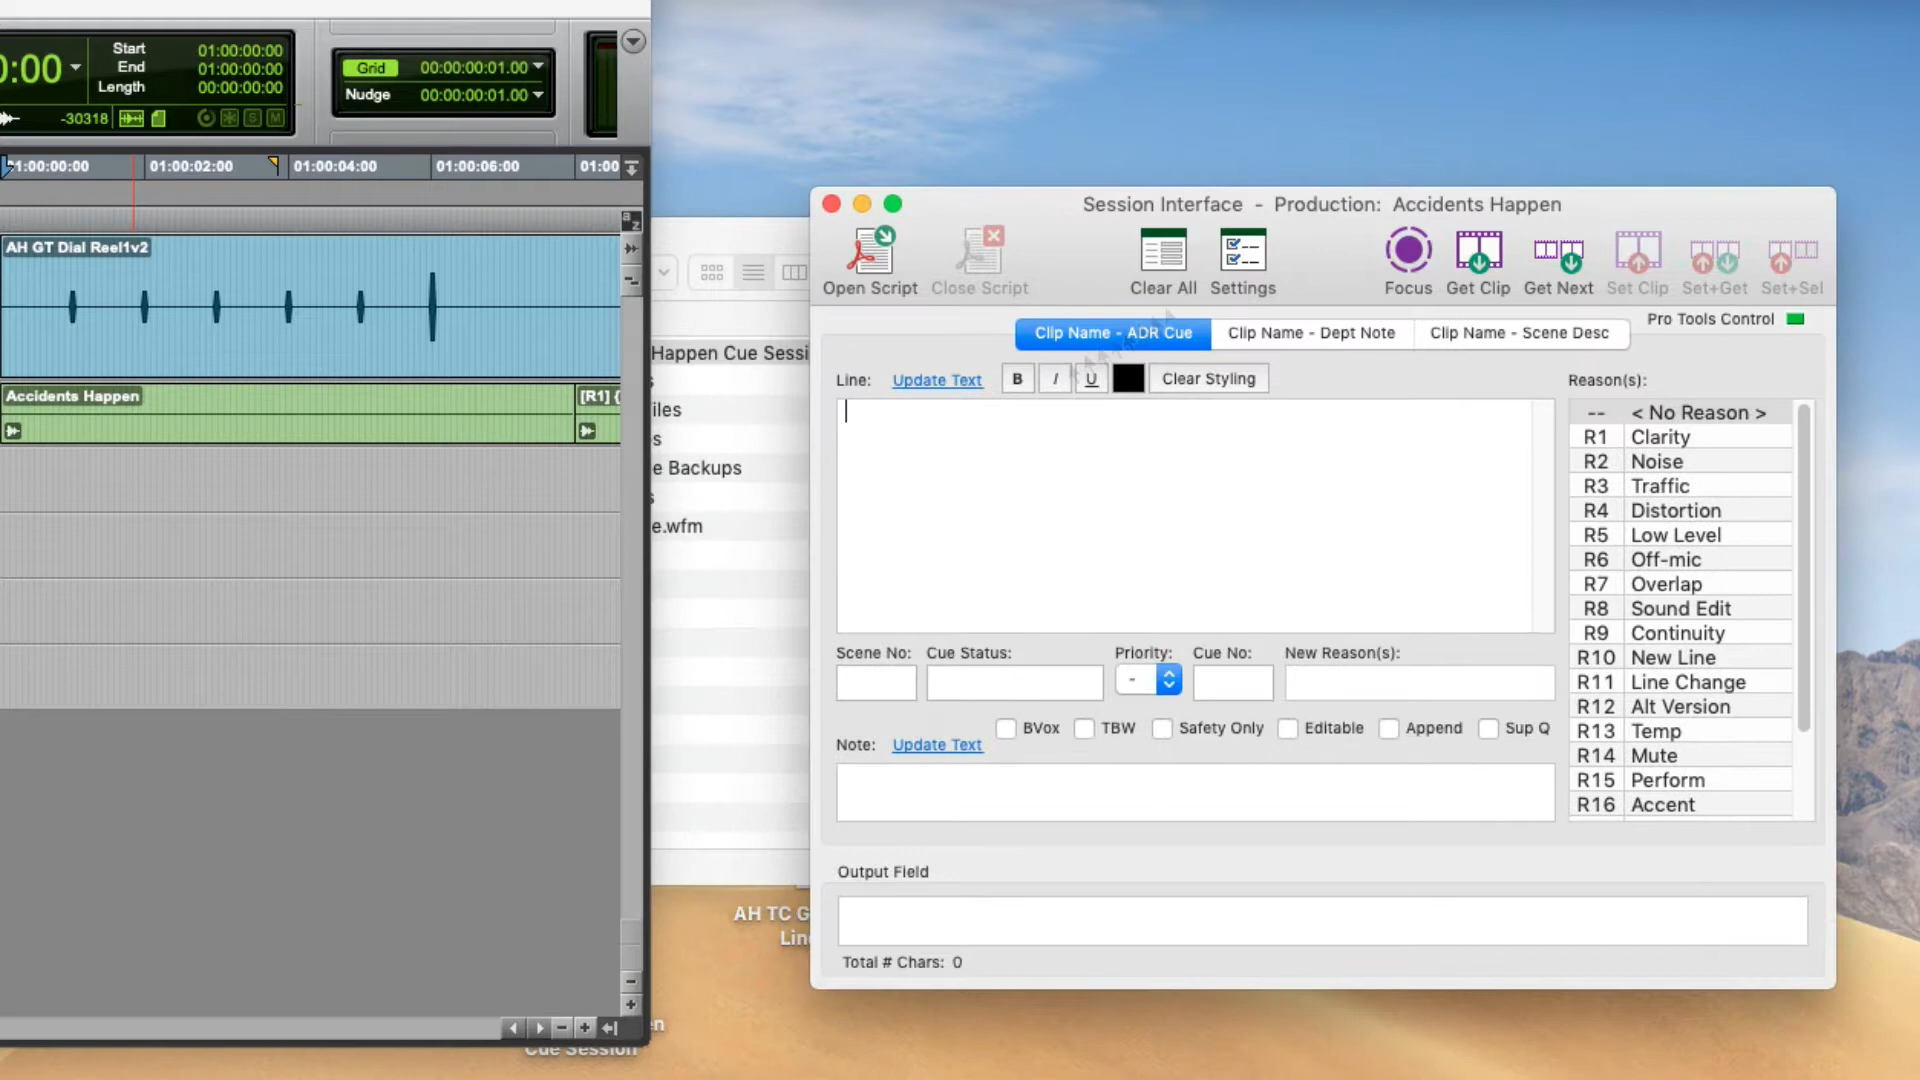 0:00
Start 01:00:00:00
End 01:00:00:00
Length 00:00:00:00
-30318
S M
Grid 00:00:00:01.00
Nudge 00:00:00:01.00
1:00:00:00 01:00:02:00 01:00:04:00 01:00:06:00 01:00
a z
AH GT Dial Reel1v2
Accidents Happen
[R1] {
Happen Cue Sessi
iles
s
e Backups
s
e.wfm
AH TC G
Lin
en
Cue Session
Session Interface - Production: Accidents Happen
Open Script Close Script Clear All Settings Focus Get Clip Get Next Set Clip Set+Get Set+Sel
Pro Tools Control
Clip Name - ADR Cue Clip Name - Dept Note Clip Name - Scene Desc
Line: Update Text B I U Clear Styling
Reason(s):
-- < No Reason >
R1 Clarity
R2 Noise
R3 Traffic
R4 Distortion
R5 Low Level
R6 Off-mic
R7 Overlap
R8 Sound Edit
R9 Continuity
R10 New Line
R11 Line Change
R12 Alt Version
R13 Temp
R14 Mute
R15 Perform
R16 Accent
Scene No: Cue Status: Priority: Cue No: New Reason(s):
-
BVox TBW Safety Only Editable Append Sup Q
Note: Update Text
Output Field
Total # Chars: 0